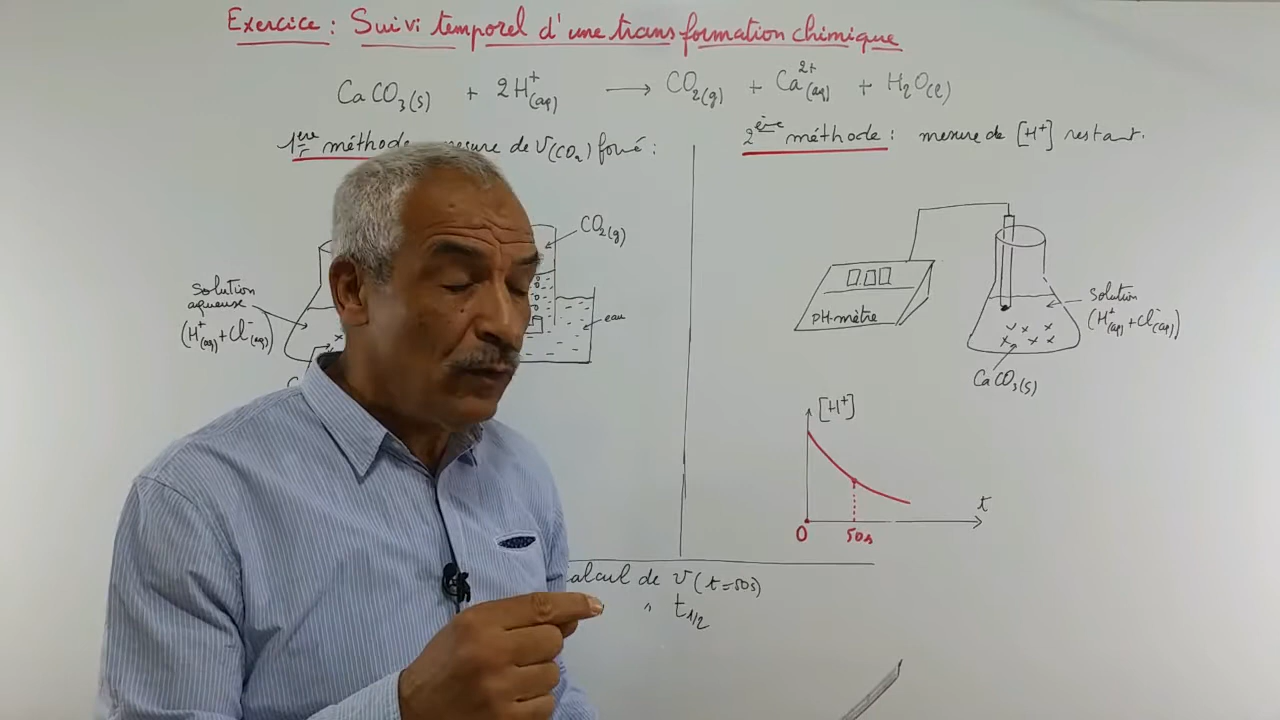 Exercice : Suivi temporel d'une transformation chimique
CaCO₃(s) + 2H⁺(aq) → CO₂(g) + Ca²⁺(aq) + H₂O(l)
1ère méthode mesure de V(CO₂) formé :
2ème méthode : mesure de [H⁺] restant.
CO₂(g)
solution
aqueuse
(H⁺(aq) + Cl⁻(aq))
eau
pH-mètre
solution
(H⁺(aq) + Cl⁻(aq))
CaCO₃(s)
[H⁺]
t
0
50s
alcul de v(t=50s)
" t1/2